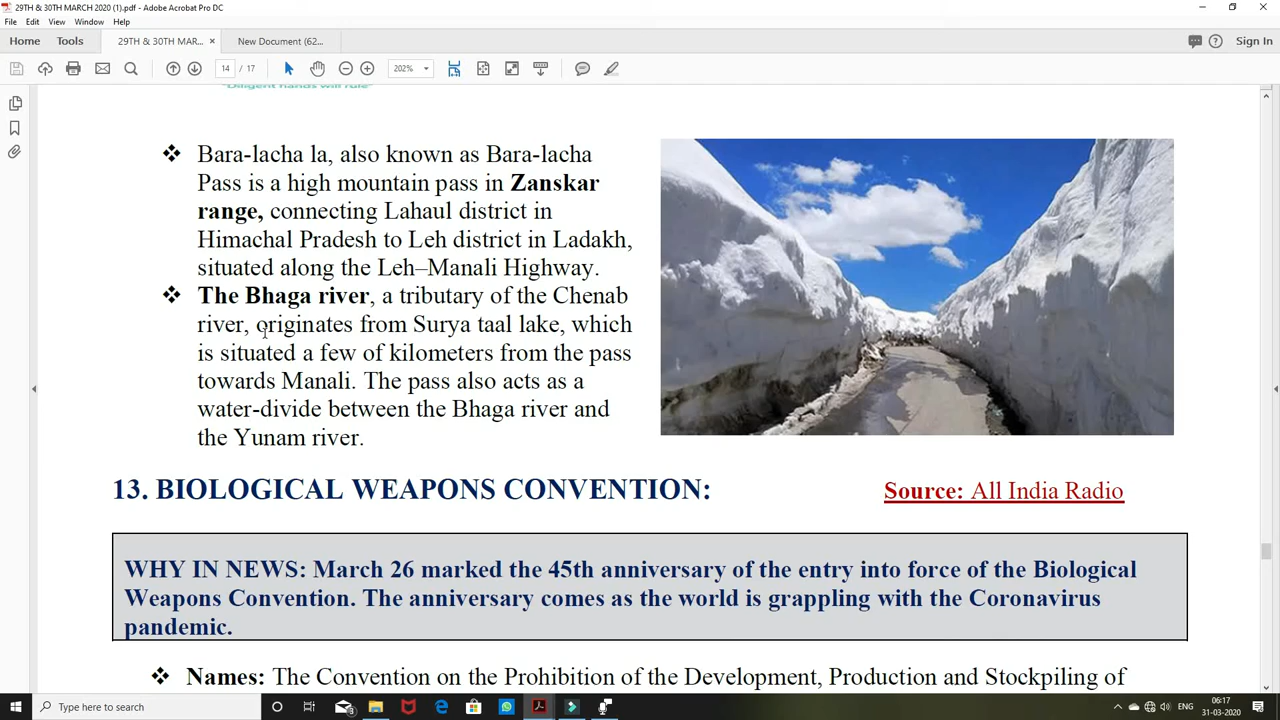 29TH & 30TH MARCH 2020 (1).pdf - Adobe Acrobat Pro DC
File Edit View Window Help
Home Tools 29TH & 30TH MAR... × New Document (62... Sign In
14 / 17 202%
"Diligent hands will rule"
❖ Bara-lacha la, also known as Bara-lacha
Pass is a high mountain pass in Zanskar
range, connecting Lahaul district in
Himachal Pradesh to Leh district in Ladakh,
situated along the Leh–Manali Highway.
❖ The Bhaga river, a tributary of the Chenab
river, originates from Surya taal lake, which
is situated a few of kilometers from the pass
towards Manali. The pass also acts as a
water-divide between the Bhaga river and
the Yunam river.
13. BIOLOGICAL WEAPONS CONVENTION: Source: All India Radio
WHY IN NEWS: March 26 marked the 45th anniversary of the entry into force of the Biological
Weapons Convention. The anniversary comes as the world is grappling with the Coronavirus
pandemic.
❖ Names: The Convention on the Prohibition of the Development, Production and Stockpiling of
Type here to search
06:17
31-03-2020